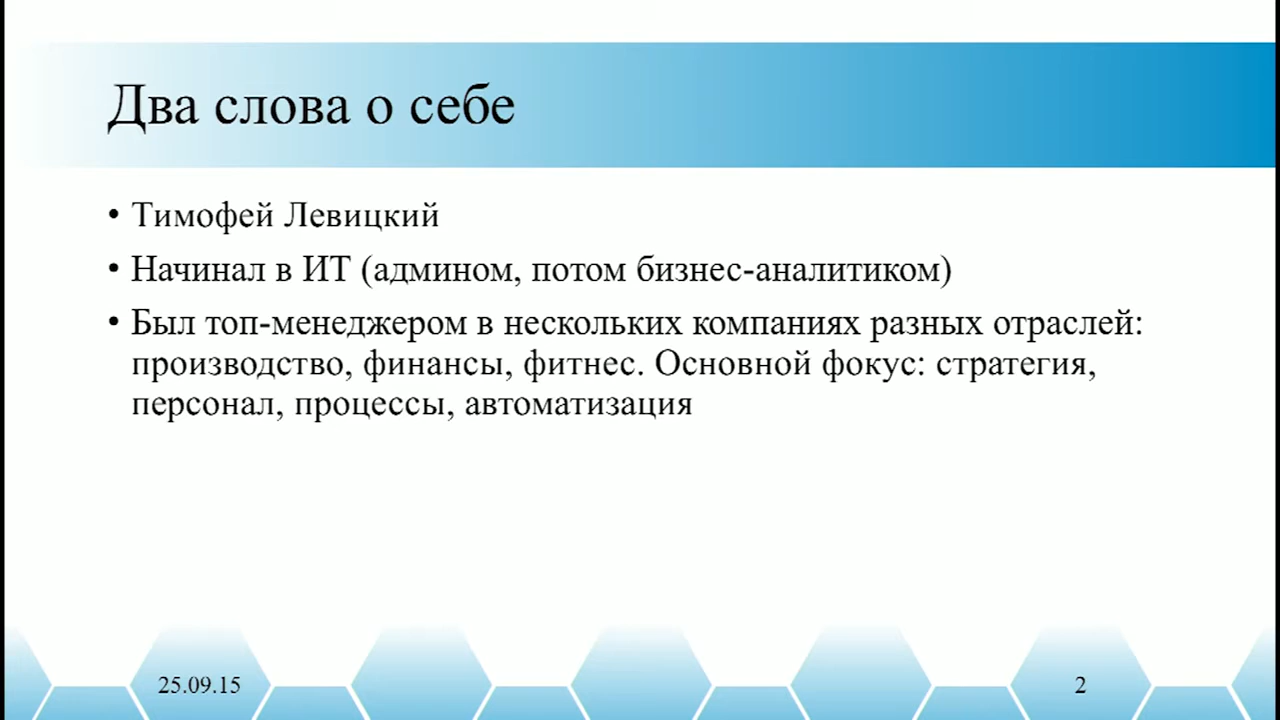 Два слова о себе
• Тимофей Левицкий
• Начинал в ИТ (админом, потом бизнес-аналитиком)
• Был топ-менеджером в нескольких компаниях разных отраслей:
производство, финансы, фитнес. Основной фокус: стратегия,
персонал, процессы, автоматизация
25.09.15
2